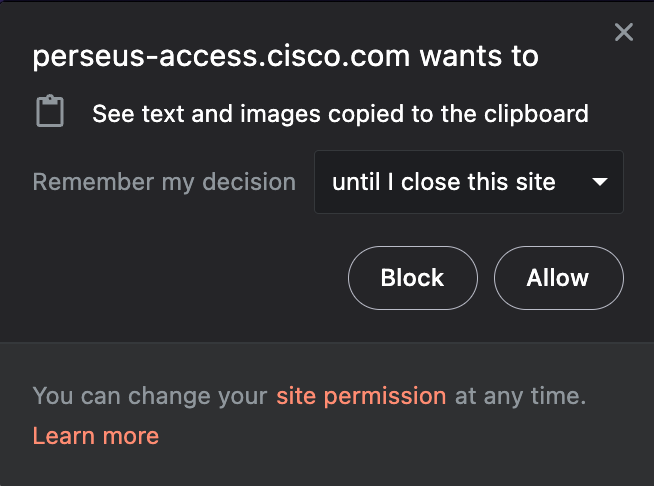 perseus-access.cisco.com wants to
See text and images copied to the clipboard
Remember my decision until I close this site
Block Allow
You can change your site permission at any time.
Learn more